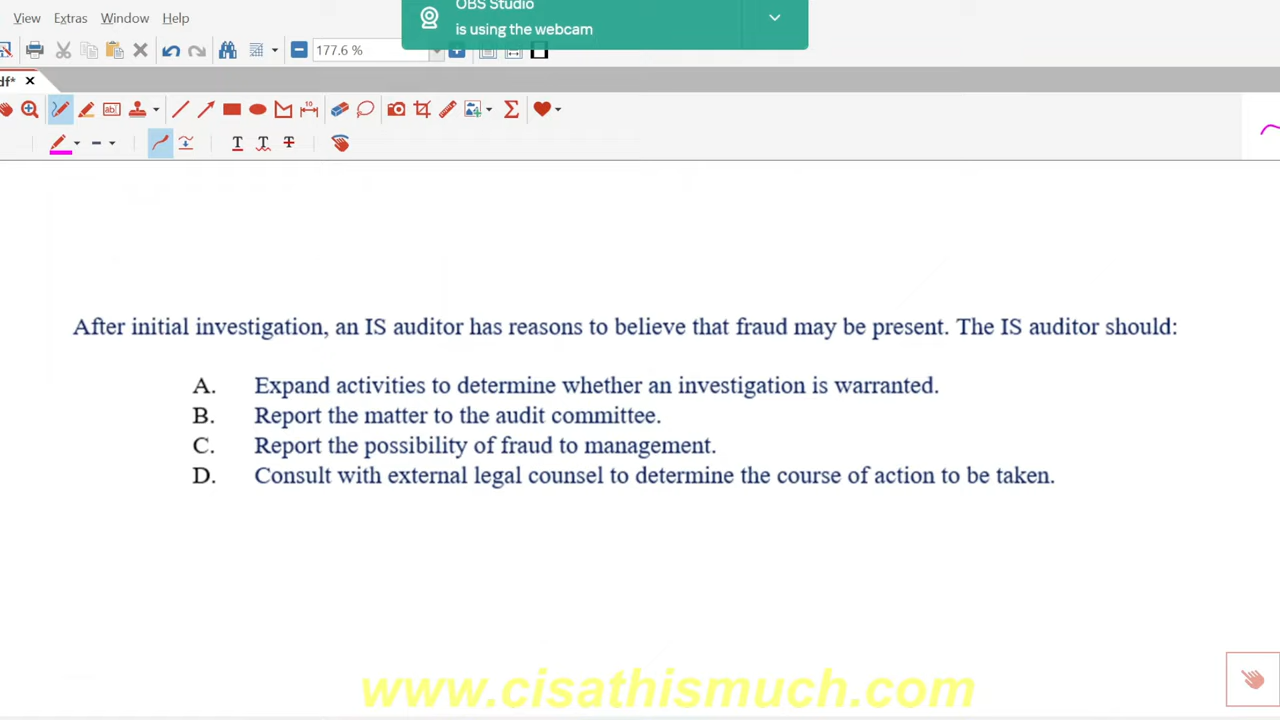 OBS Studio
View Extras Window Help
is using the webcam
177.6 %
df*
ab
10
T T T
After initial investigation, an IS auditor has reasons to believe that fraud may be present. The IS auditor should:
A. Expand activities to determine whether an investigation is warranted.
B. Report the matter to the audit committee.
C. Report the possibility of fraud to management.
D. Consult with external legal counsel to determine the course of action to be taken.
www.cisathismuch.com